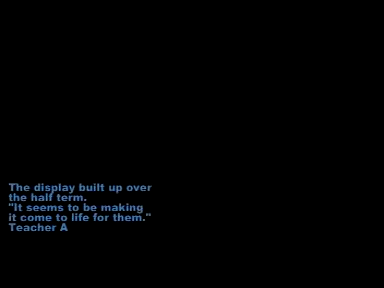 The display built up over
the half term.
"It seems to be making
it come to life for them."
Teacher A